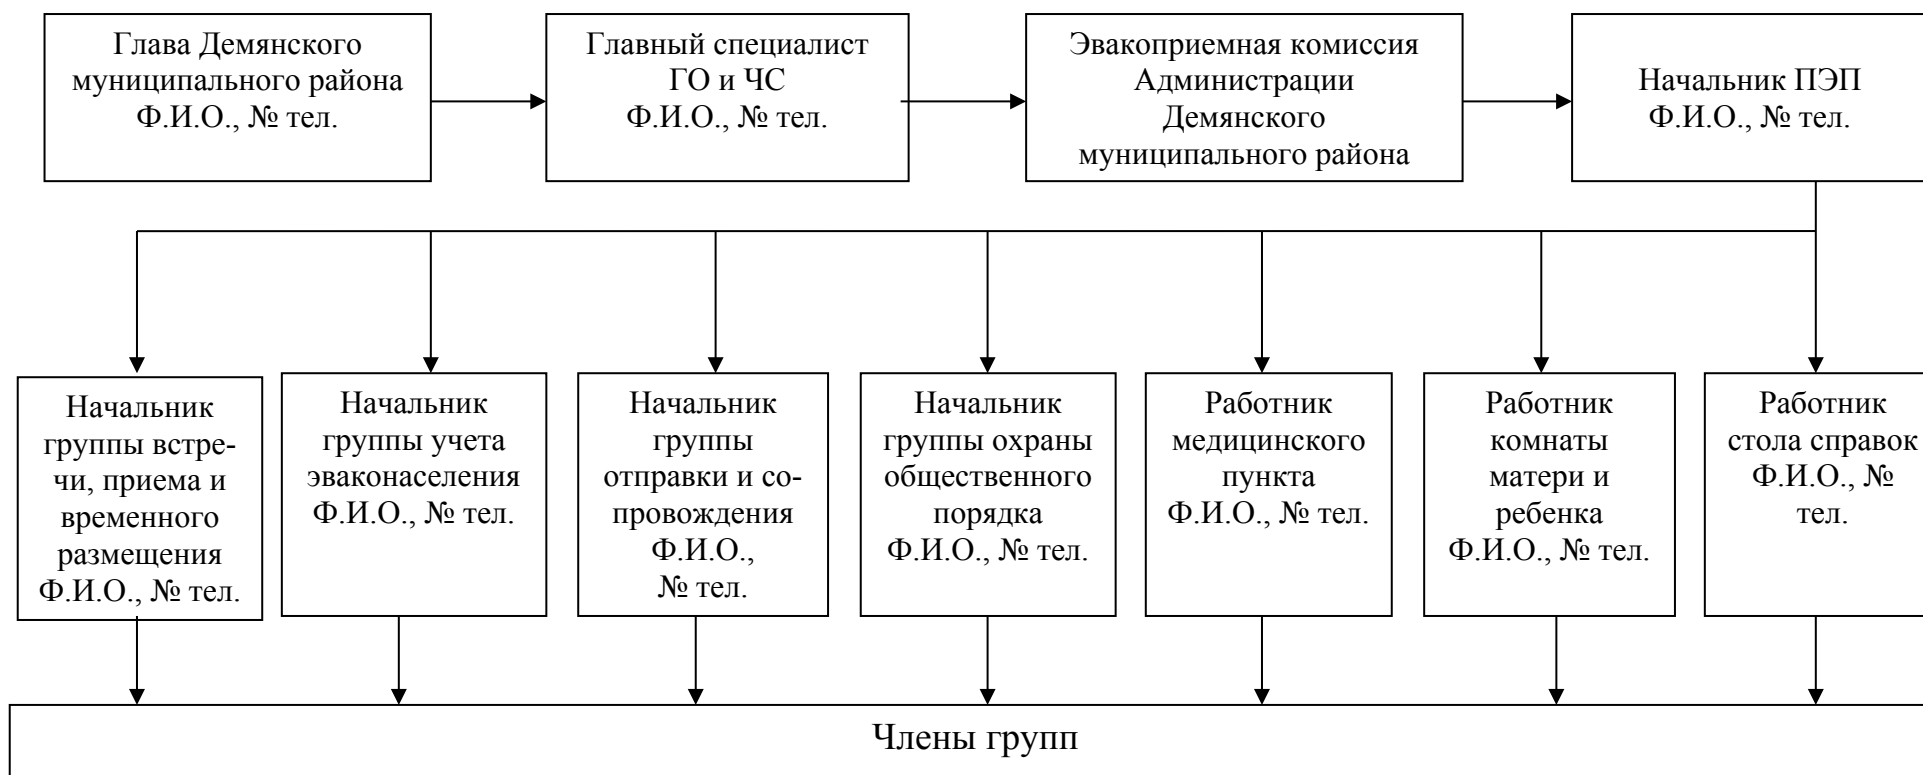 Глава Демянского
муниципального района
Ф.И.О., № тел.
Главный специалист
ГО и ЧС
Ф.И.О., № тел.
Эвакоприемная комиссия
Администрации
Демянского
муниципального района
Начальник ПЭП
Ф.И.О., № тел.
Начальник
группы встре-
чи, приема и
временного
размещения
Ф.И.О., № тел.
Начальник
группы учета
эваконаселения
Ф.И.О., № тел.
Начальник
группы
отправки и со-
провождения
Ф.И.О.,
№ тел.
Начальник
группы охраны
общественного
порядка
Ф.И.О., № тел.
Работник
медицинского
пункта
Ф.И.О., № тел.
Работник
комнаты
матери и
ребенка
Ф.И.О., № тел.
Работник
стола справок
Ф.И.О., №
тел.
Члены групп